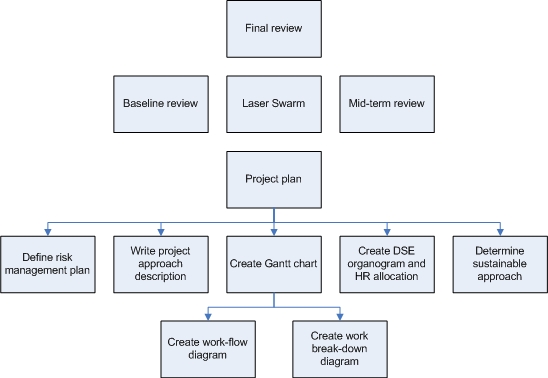 Final review
Baseline review
Laser Swarm
Mid-term review
Project plan
Define risk
management plan
Write project
approach
description
Create Gantt chart
Create DSE
organogram and
HR allocation
Determine
sustainable
approach
Create work-flow
diagram
Create work
break-down
diagram